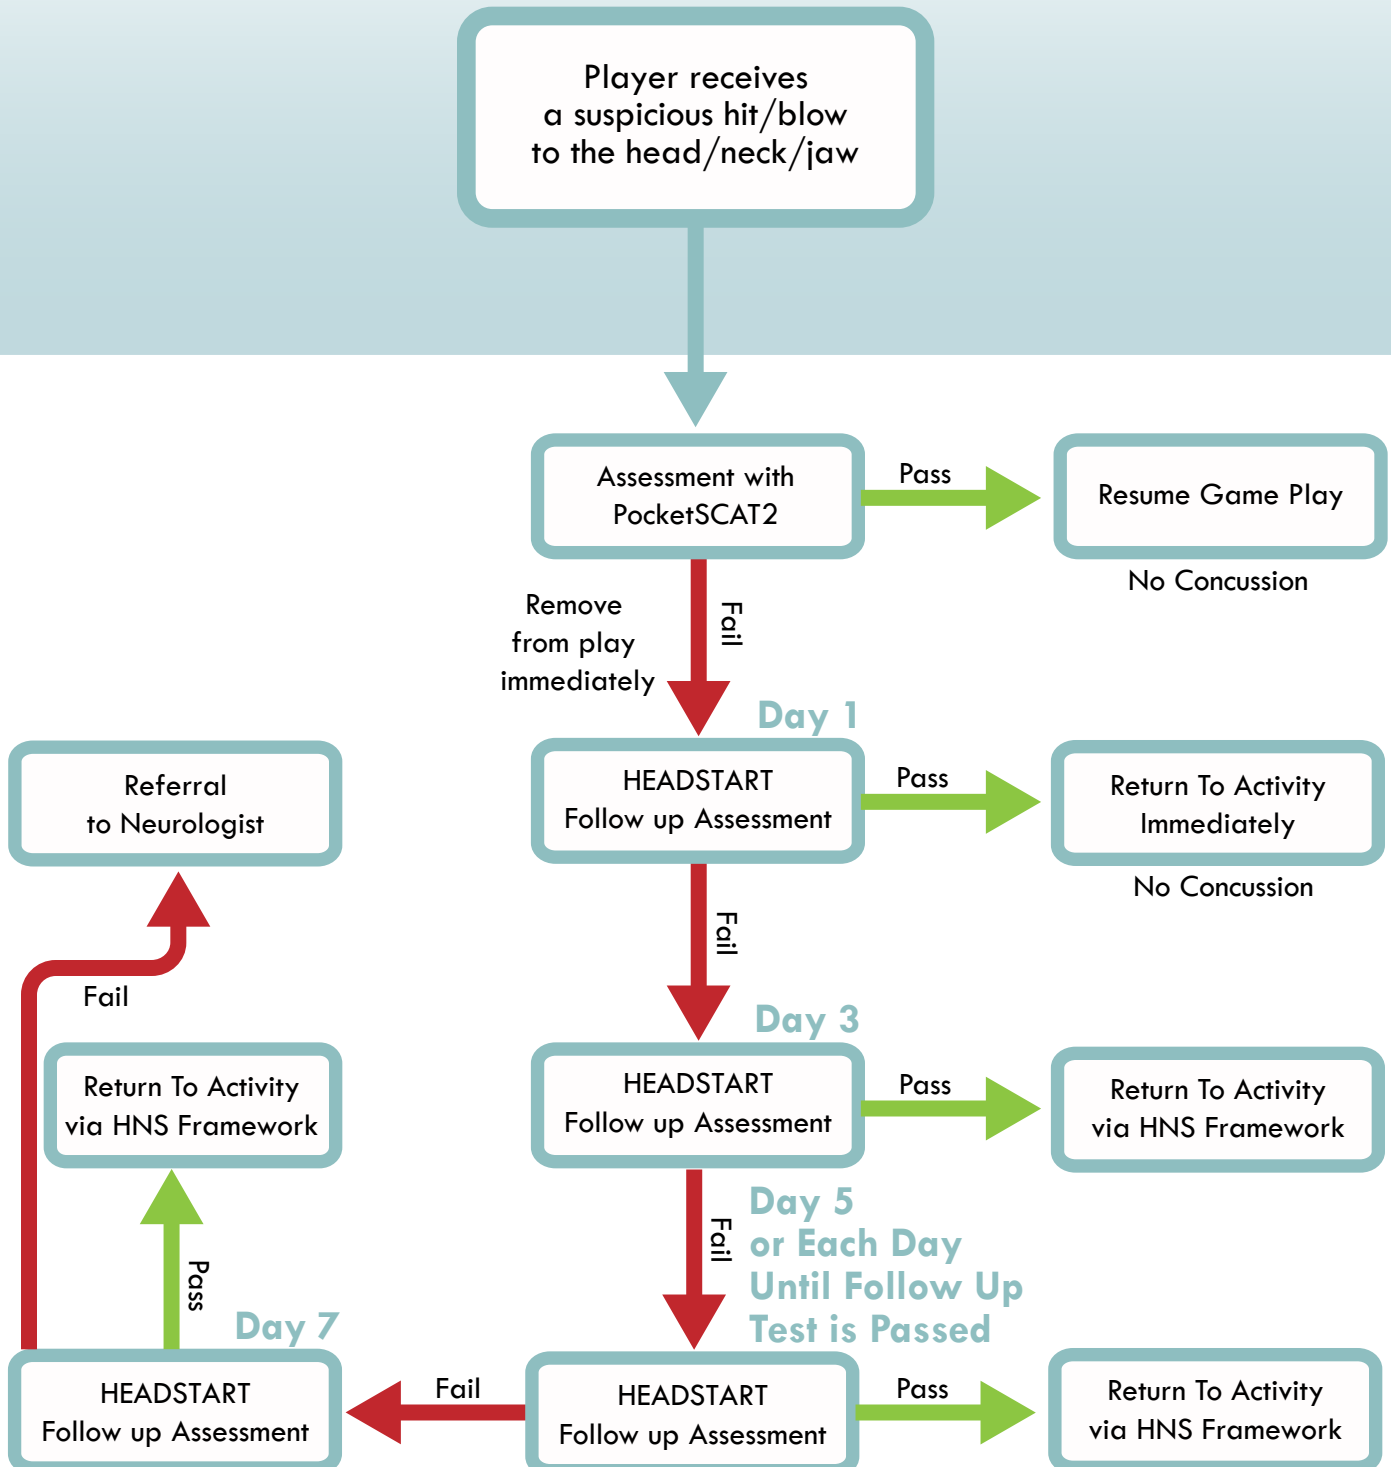 Player receives
a suspicious hit/blow
to the head/neck/jaw
Assessment with
PocketSCAT2
Pass
Resume Game Play
No Concussion
Remove
from play
immediately
Fail
Day 1
HEADSTART
Follow up Assessment
Pass
Return To Activity
Immediately
No Concussion
Fail
Day 3
HEADSTART
Follow up Assessment
Pass
Return To Activity
via HNS Framework
Fail
Day 5
or Each Day
Until Follow Up
Test is Passed
HEADSTART
Follow up Assessment
Pass
Return To Activity
via HNS Framework
Fail
Day 7
HEADSTART
Follow up Assessment
Pass
Return To Activity
via HNS Framework
Fail
Referral
to Neurologist